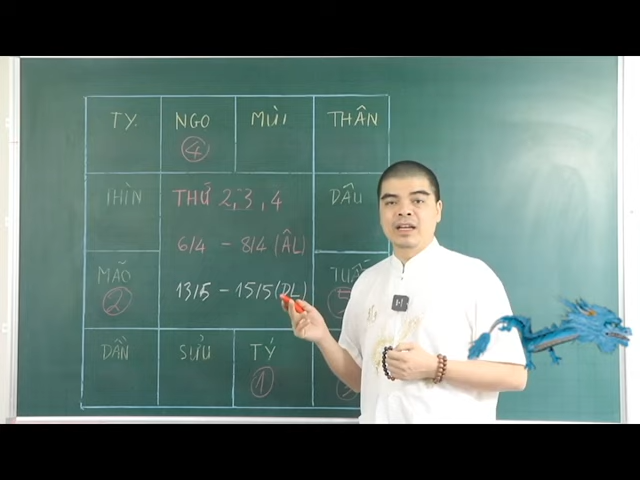 TỴ NGỌ MÙI THÂN
④
THÌN THỨ 2, 3, 4 DẬU
6/4 - 8/4 (ÂL)
MÃO
② 13/5 - 15/5 (DL)
DẦN SỬU TÝ
①